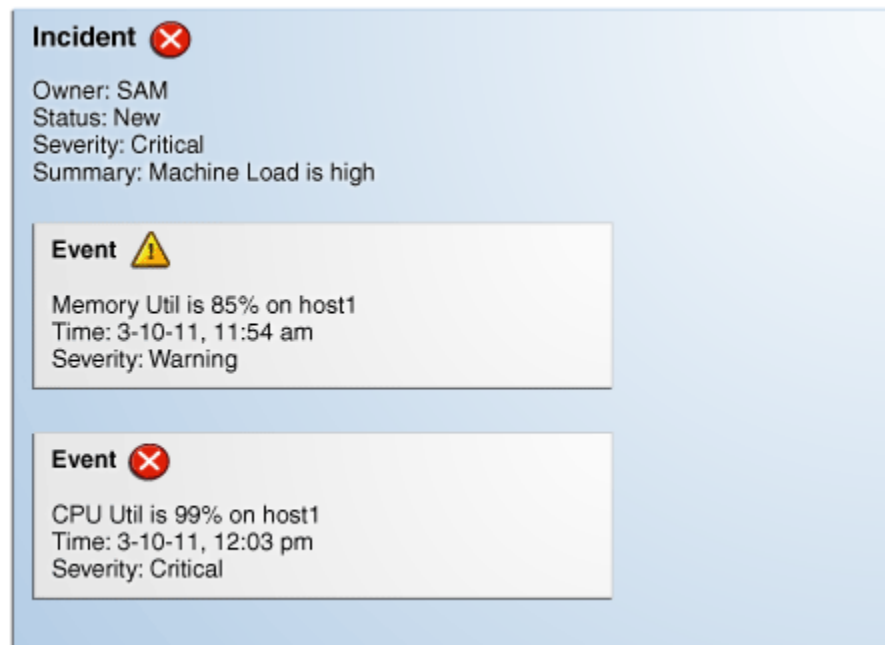 Incident
Owner: SAM
Status: New
Severity: Critical
Summary: Machine Load is high
Event
Memory Util is 85% on host1
Time: 3-10-11, 11:54 am
Severity: Warning
Event
CPU Util is 99% on host1
Time: 3-10-11, 12:03 pm
Severity: Critical